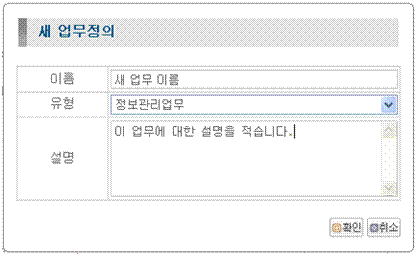 새 업무정의
이름 새 업무 이름
유형 정보관리업무
설명 이 업무에 대한 설명을 적습니다.
확인 취소